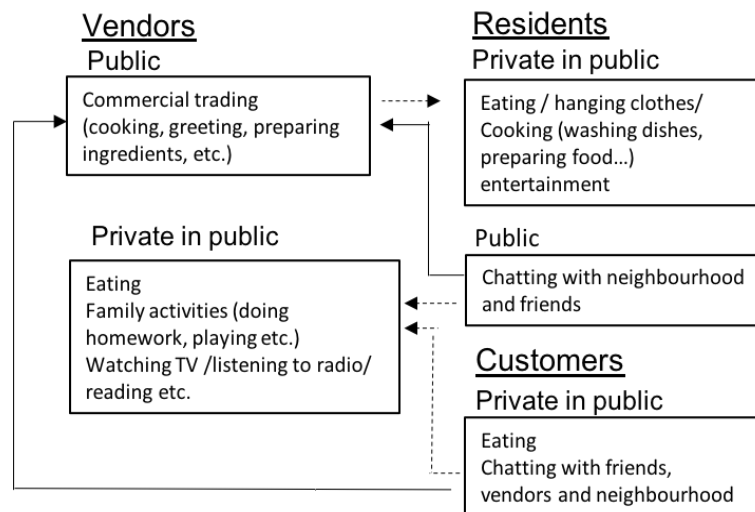 Vendors
Public
Commercial trading
(cooking, greeting, preparing
ingredients, etc.)
Private in public
Eating
Family activities (doing
homework, playing etc.)
Watching TV /listening to radio/
reading etc.
Residents
Private in public
Eating / hanging clothes/
Cooking (washing dishes,
preparing food...)
entertainment
Public
Chatting with neighbourhood
and friends
Customers
Private in public
Eating
Chatting with friends,
vendors and neighbourhood